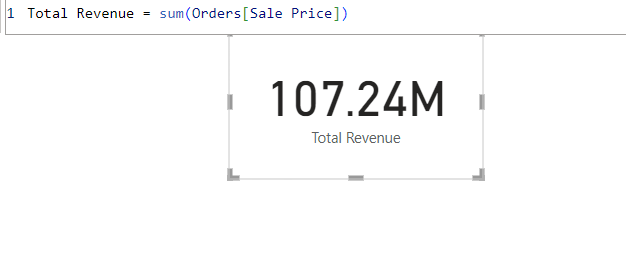 1 Total Revenue = sum(Orders[Sale Price])
107.24M
Total Revenue